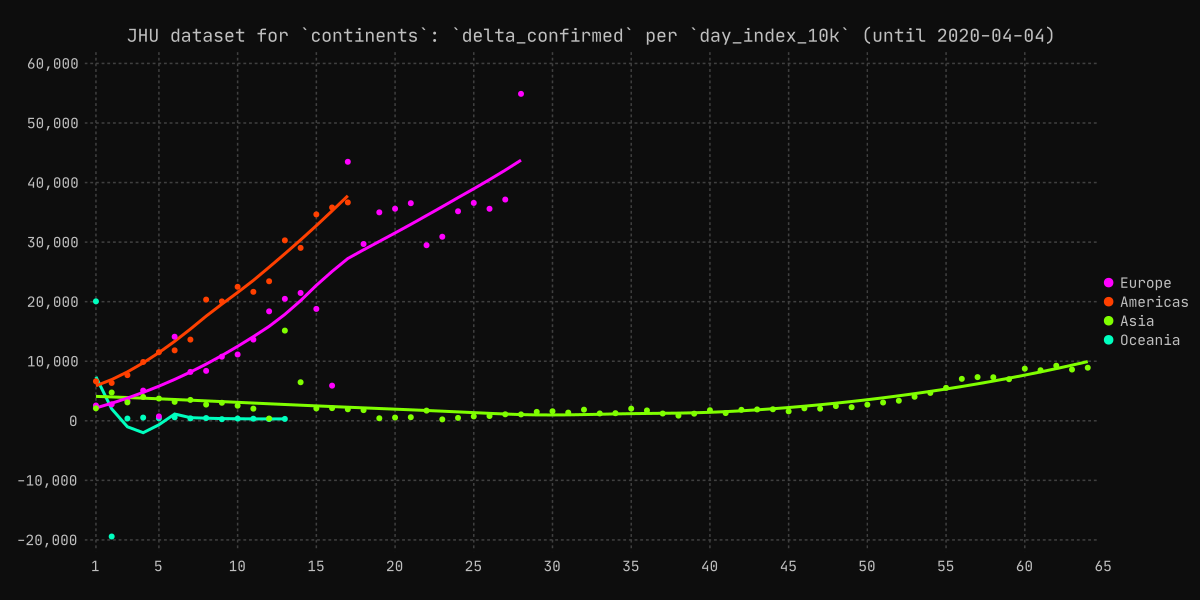 JHU dataset for `continents`: `delta_confirmed` per `day_index_10k` (until 2020-04-04)
60,000
50,000
40,000
30,000
20,000
10,000
0
-10,000
-20,000
1 5 10 15 20 25 30 35 40 45 50 55 60 65
Europe
Americas
Asia
Oceania